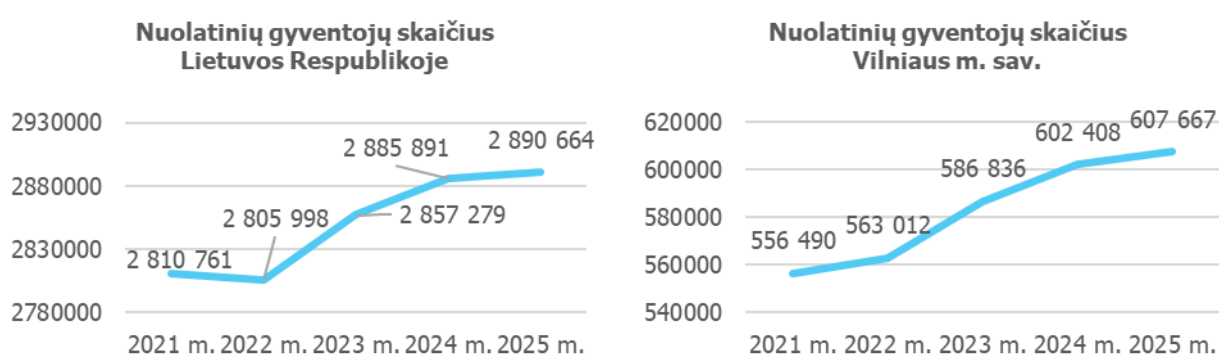 Nuolatinių gyventojų skaičius
Lietuvos Respublikoje
2930000
2880000
2830000
2780000
2 810 761
2 805 998
2 857 279
2 885 891
2 890 664
2021 m. 2022 m. 2023 m. 2024 m. 2025 m.
Nuolatinių gyventojų skaičius
Vilniaus m. sav.
620000
600000
580000
560000
540000
556 490
563 012
586 836
602 408
607 667
2021 m. 2022 m. 2023 m. 2024 m. 2025 m.